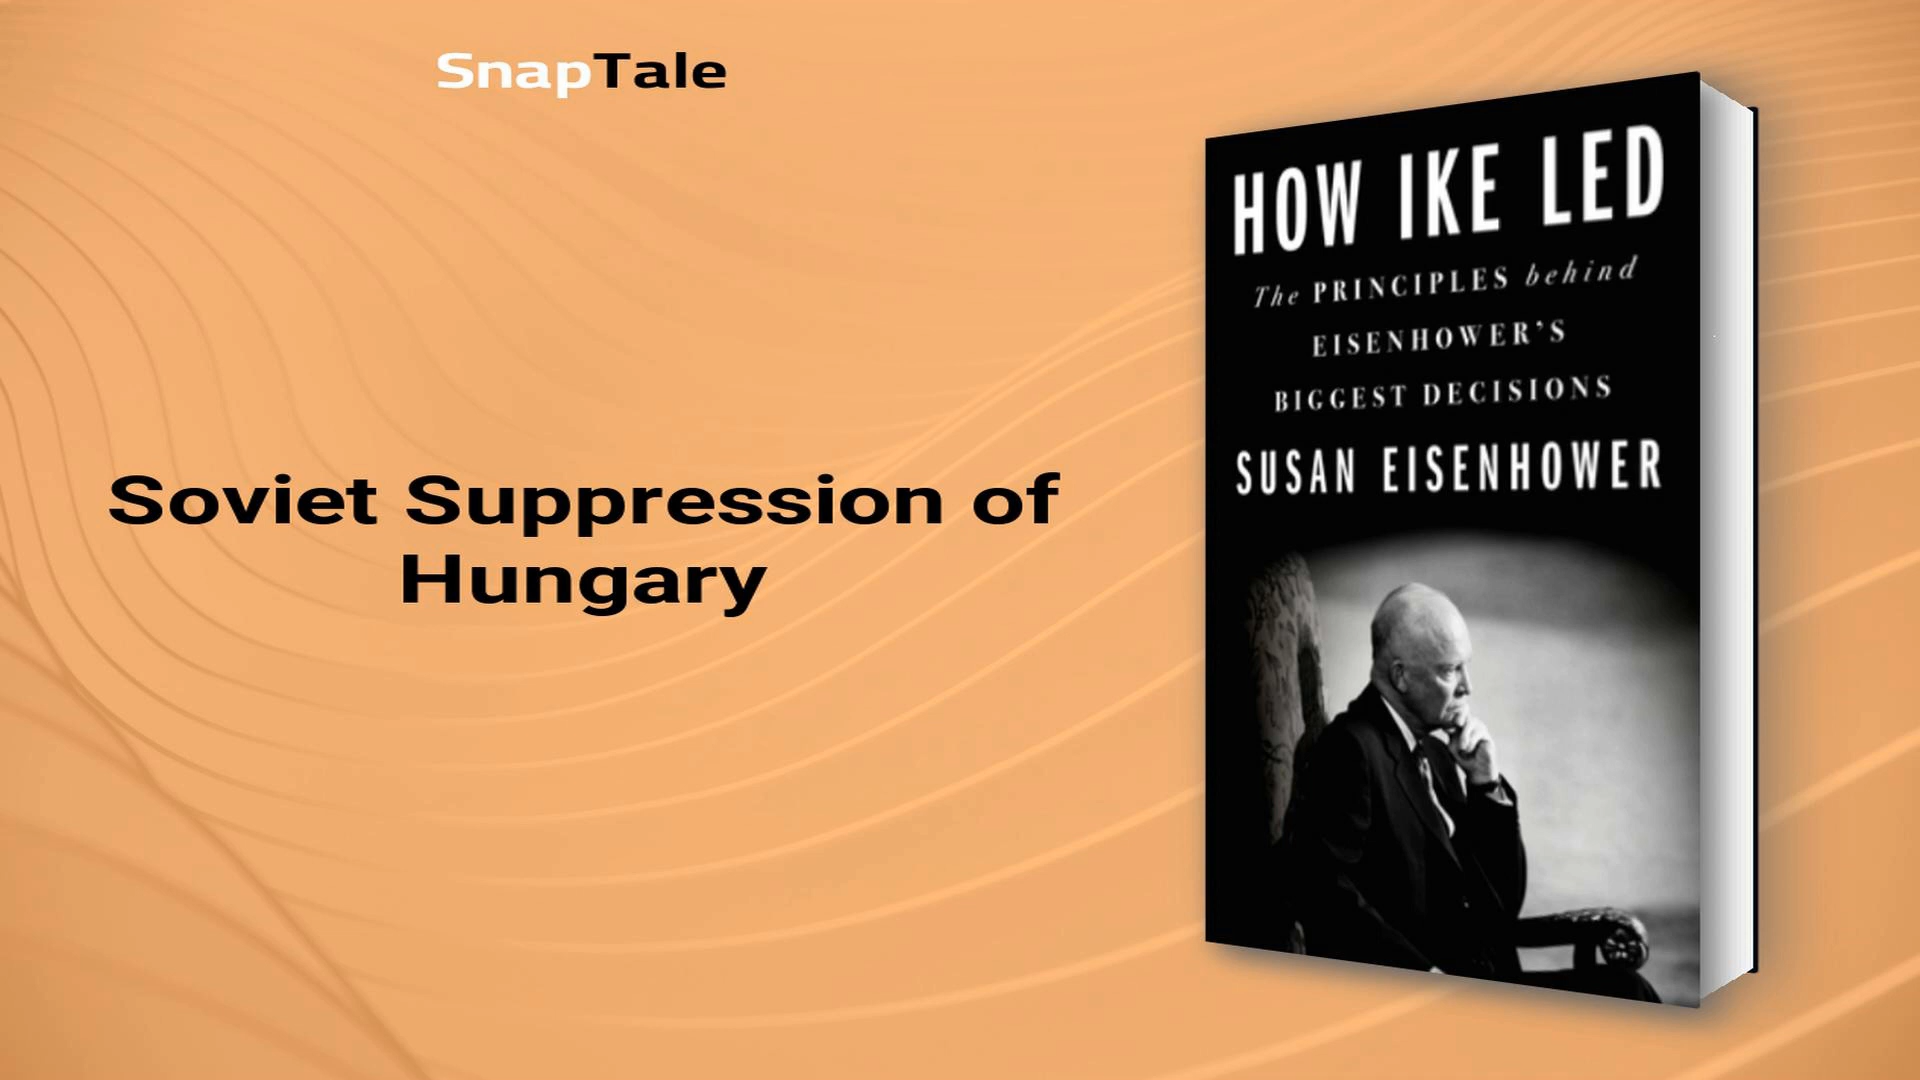 SnapTale
Soviet Suppression of
Hungary
HOW IKE LED
The PRINCIPLES behind
EISENHOWER'S
BIGGEST DECISIONS
SUSAN EISENHOWER